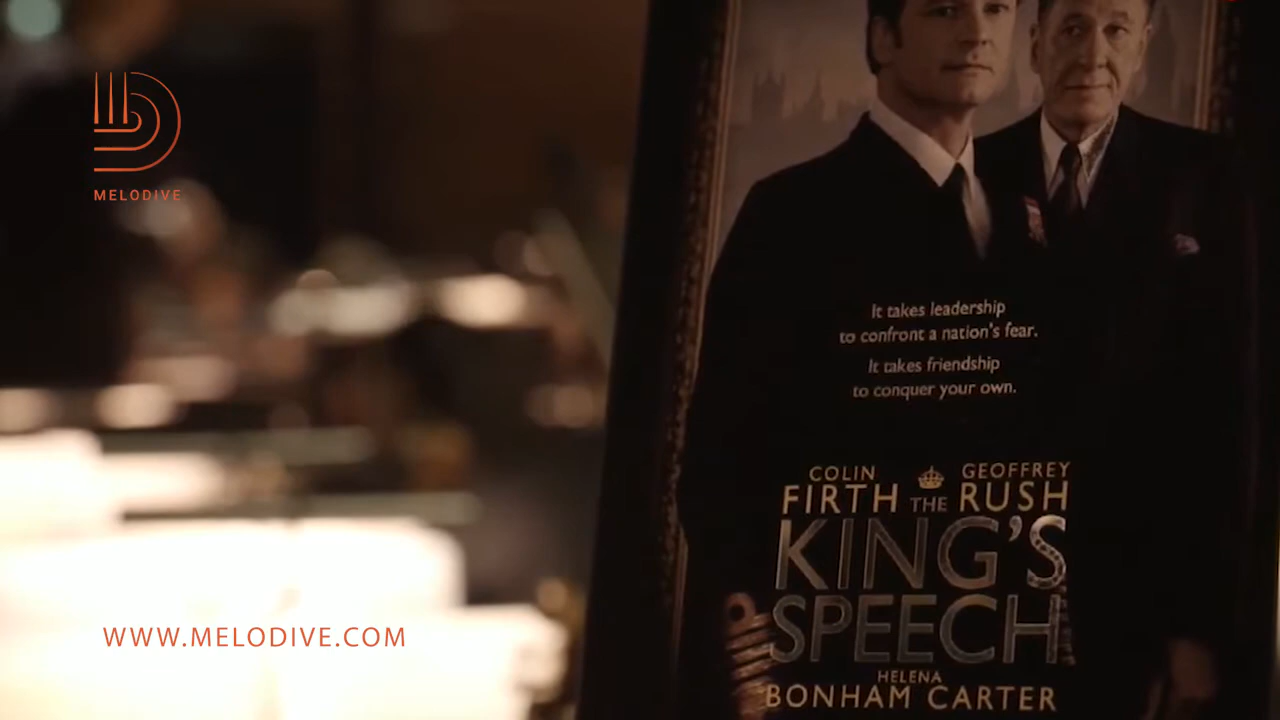 MELODIVE
It takes leadership
to confront a nation's fear.
It takes friendship
to conquer your own.
COLIN GEOFFREY
FIRTH THE RUSH
KING'S
SPEECH
HELENA
BONHAM CARTER
WWW.MELODIVE.COM